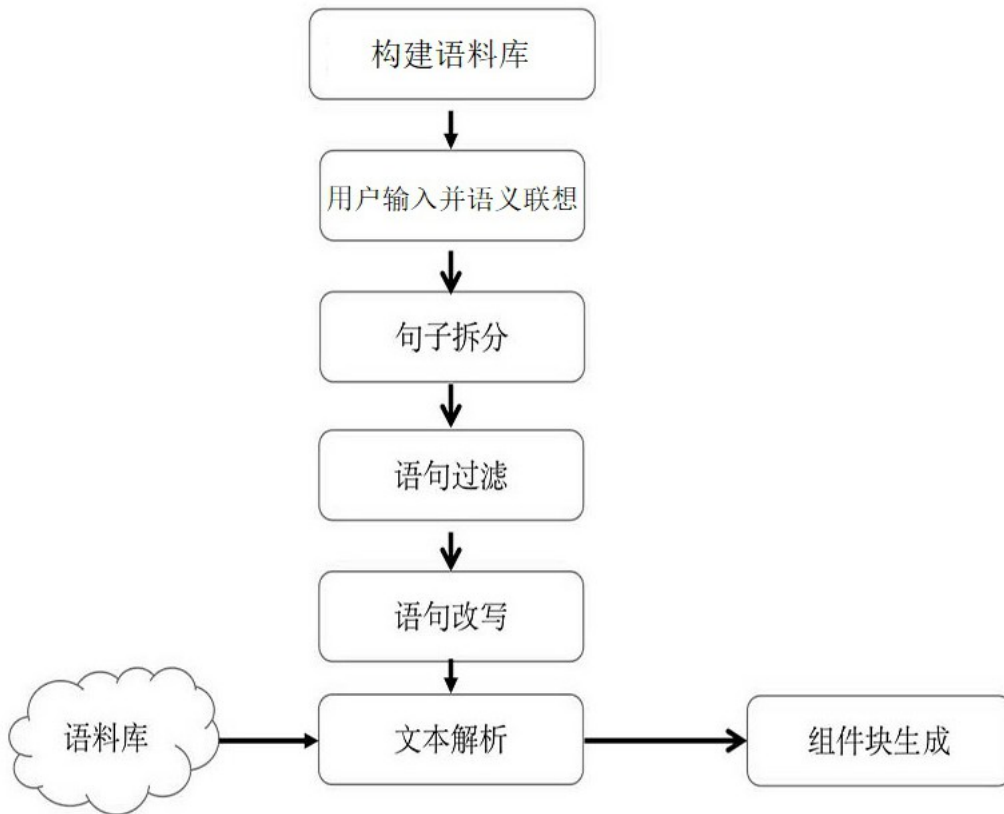 构建语料库
用户输入并语义联想
句子拆分
语句过滤
语句改写
语料库
文本解析
组件块生成